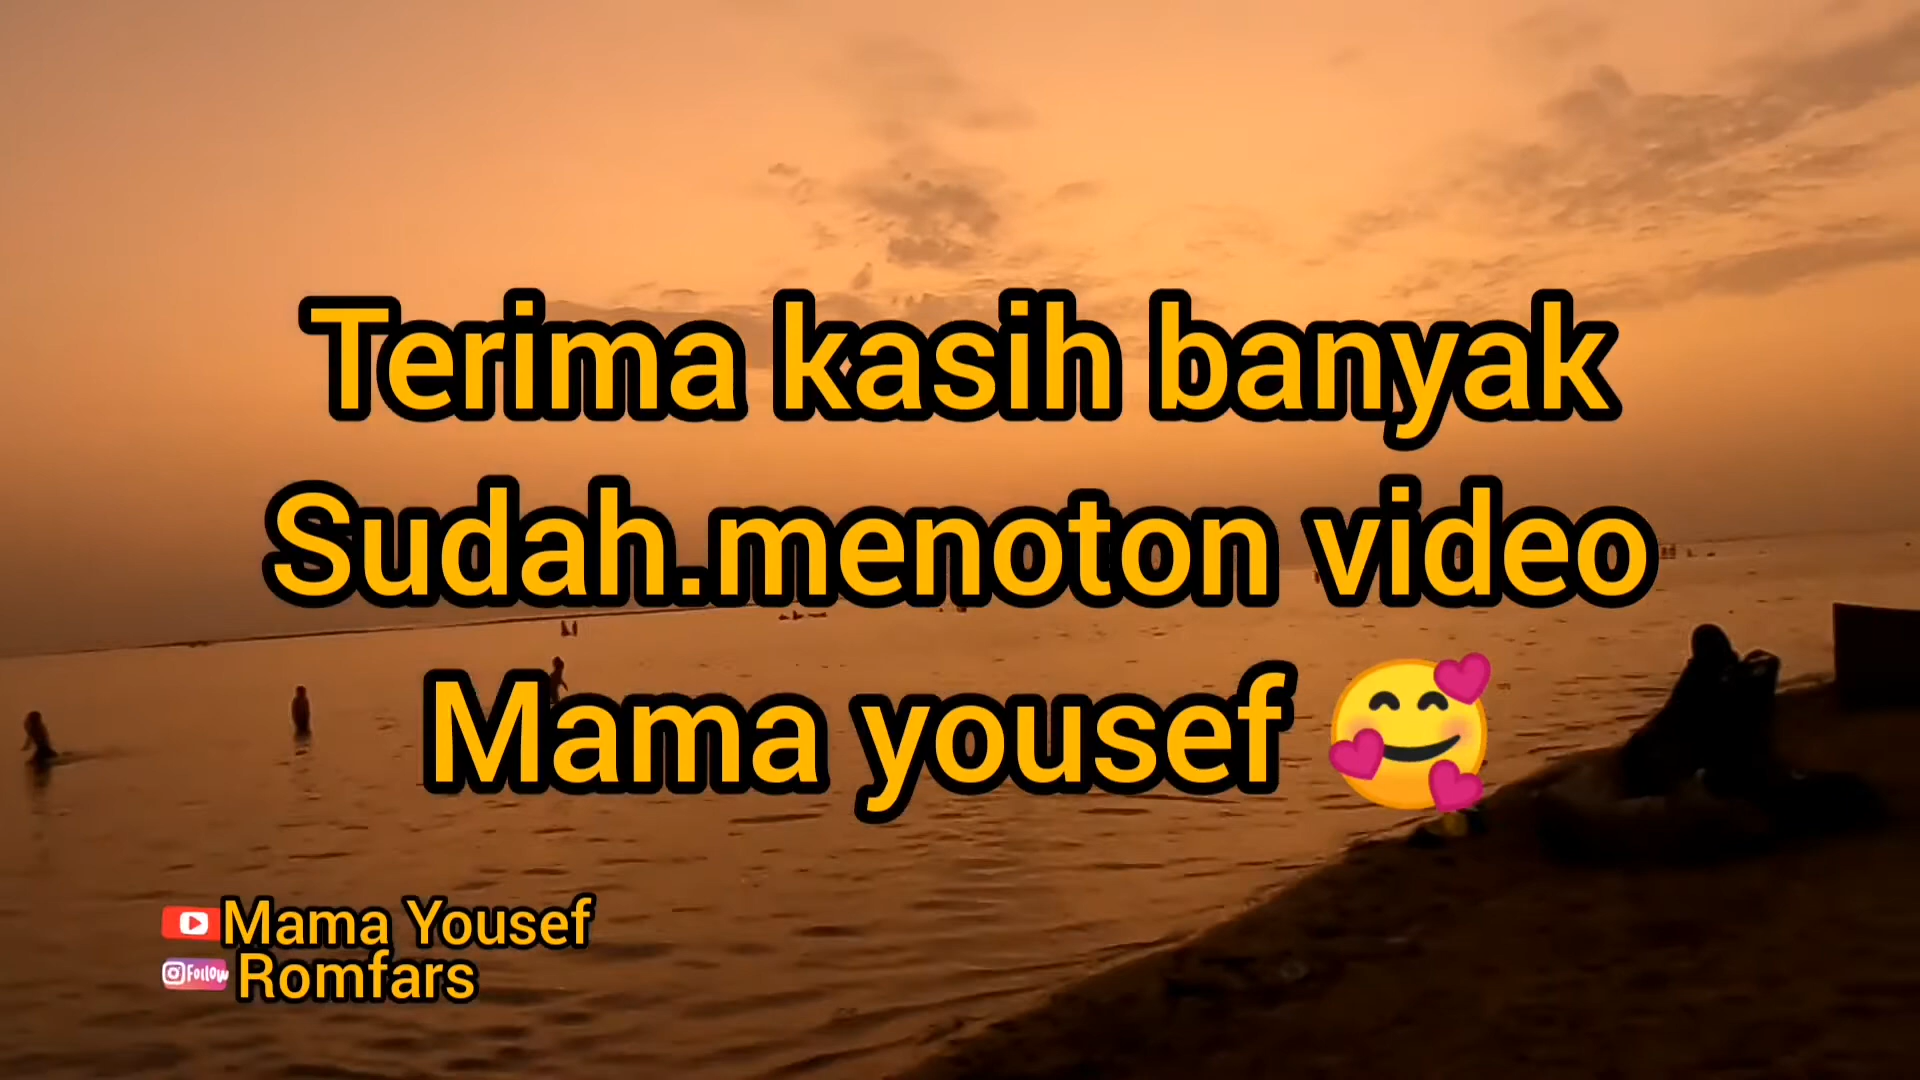 Terima kasih banyak
Sudah.menoton video
Mama yousef 🥰
Mama Yousef
Follow Romfars